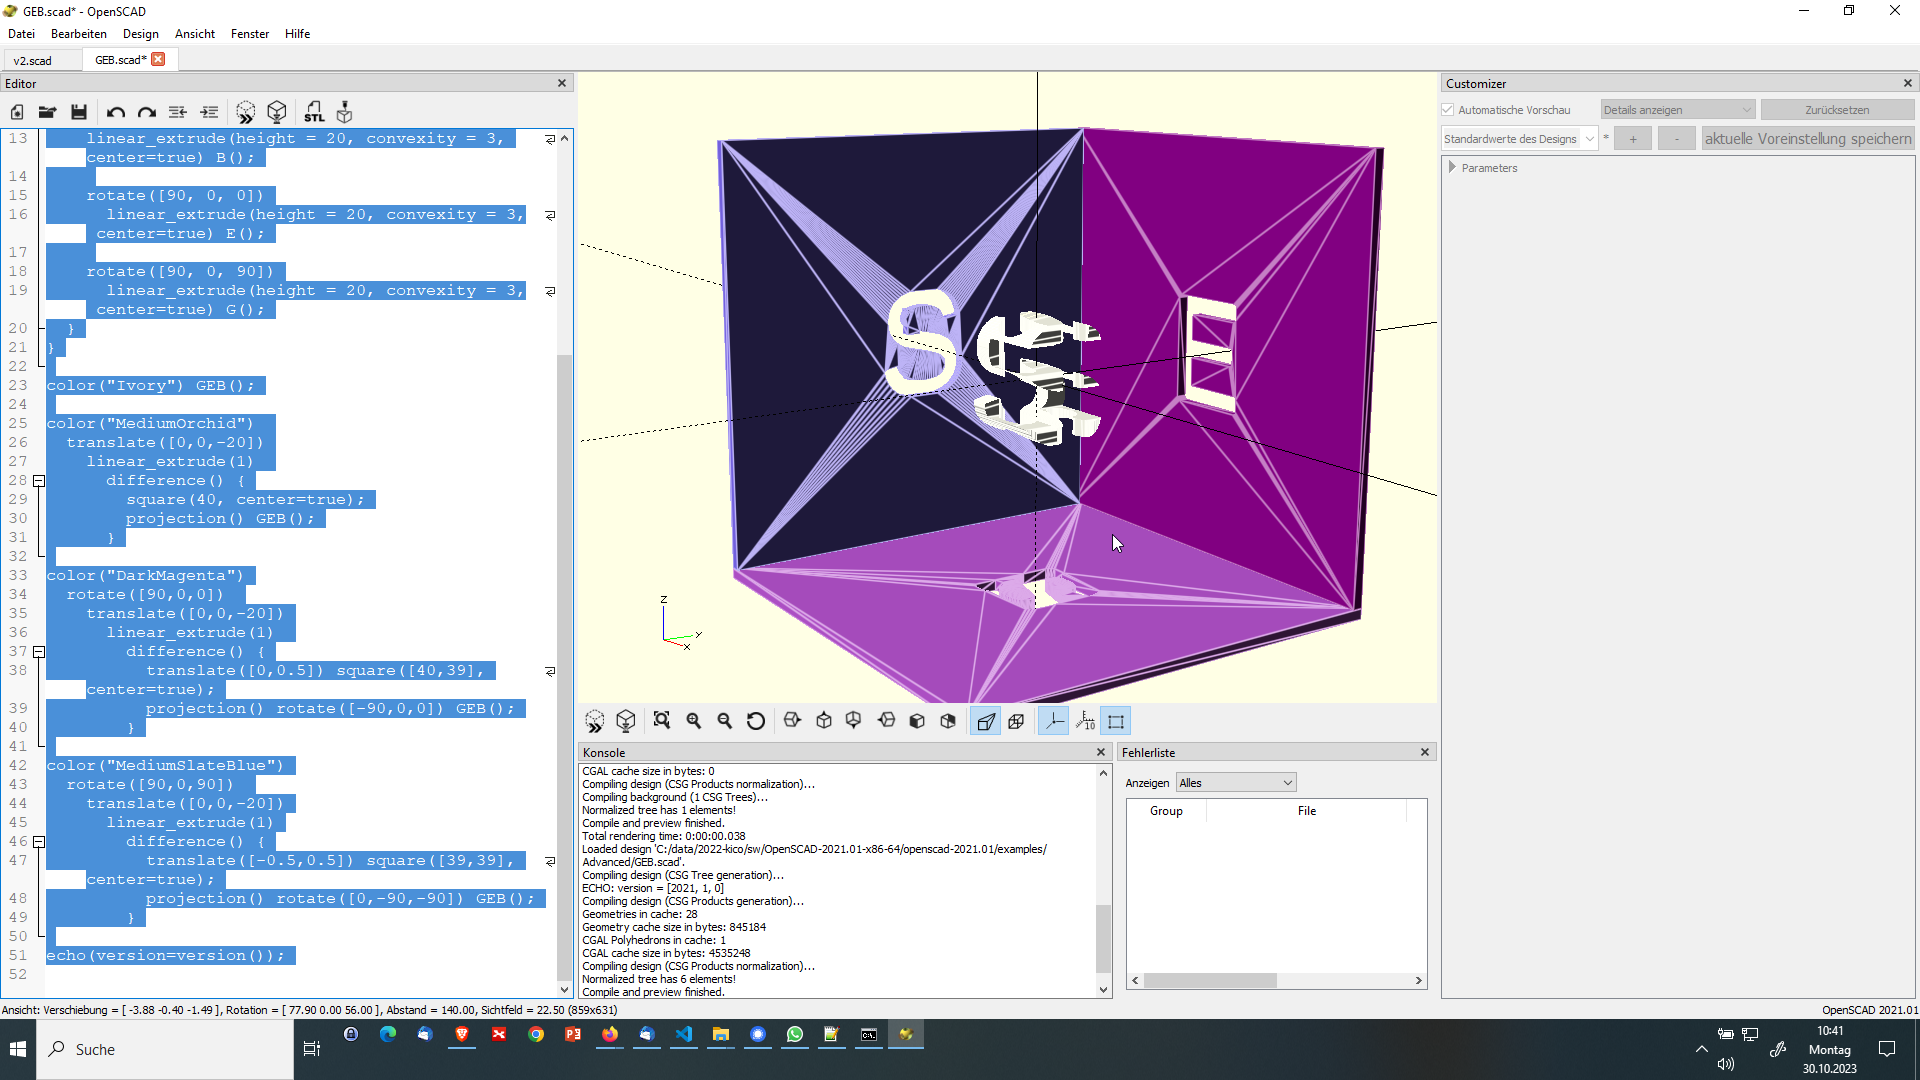 GEB.scad* - OpenSCAD
Datei Bearbeiten Design Ansicht Fenster Hilfe
v2.scad GEB.scad*
Editor
STL
13 linear_extrude(height = 20, convexity = 3,
center=true) B();
14
15 rotate([90, 0, 0])
16 linear_extrude(height = 20, convexity = 3,
center=true) E();
17
18 rotate([90, 0, 90])
19 linear_extrude(height = 20, convexity = 3,
center=true) G();
20 }
21 }
22
23 color("Ivory") GEB();
24
25 color("MediumOrchid")
26 translate([0,0,-20])
27 linear_extrude(1)
28 difference() {
29 square(40, center=true);
30 projection() GEB();
31 }
32
33 color("DarkMagenta")
34 rotate([90,0,0])
35 translate([0,0,-20])
36 linear_extrude(1)
37 difference() {
38 translate([0,0.5]) square([40,39],
center=true);
39 projection() rotate([-90,0,0]) GEB();
40 }
41
42 color("MediumSlateBlue")
43 rotate([90,0,90])
44 translate([0,0,-20])
45 linear_extrude(1)
46 difference() {
47 translate([-0.5,0.5]) square([39,39],
center=true);
48 projection() rotate([0,-90,-90]) GEB();
49 }
50
51 echo(version=version());
52
S E
Z
Y
X
10
Konsole
CGAL cache size in bytes: 0
Compiling design (CSG Products normalization)...
Compiling background (1 CSG Trees)...
Normalized tree has 1 elements!
Compile and preview finished.
Total rendering time: 0:00:00.038
Loaded design 'C:/data/2022-kico/sw/OpenSCAD-2021.01-x86-64/openscad-2021.01/examples/
Advanced/GEB.scad'.
Compiling design (CSG Tree generation)...
ECHO: version = [2021, 1, 0]
Compiling design (CSG Products generation)...
Geometries in cache: 28
Geometry cache size in bytes: 845184
CGAL Polyhedrons in cache: 1
CGAL cache size in bytes: 4535248
Compiling design (CSG Products normalization)...
Normalized tree has 6 elements!
Compile and preview finished.
Fehlerliste
Anzeigen Alles
Group File
Customizer
Automatische Vorschau Details anzeigen Zurücksetzen
Standardwerte des Designs * + - aktuelle Voreinstellung speichern
Parameters
Ansicht: Verschiebung = [ -3.88 -0.40 -1.49 ], Rotation = [ 77.90 0.00 56.00 ], Abstand = 140.00, Sichtfeld = 22.50 (859x631)
OpenSCAD 2021.01
Suche
10:41
Montag
30.10.2023